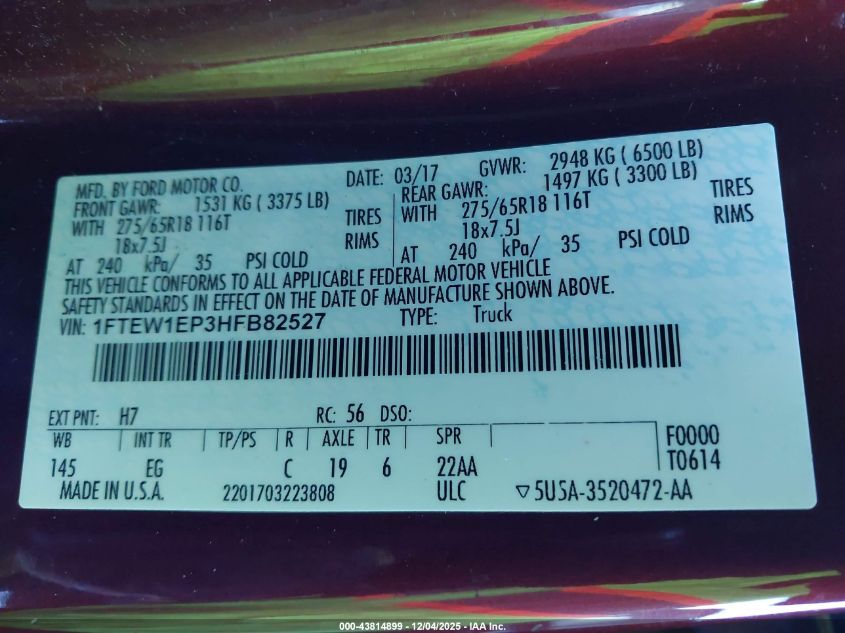 MFD. BY FORD MOTOR CO. DATE: 03/17 GVWR: 2948 KG ( 6500 LB)
FRONT GAWR: 1531 KG ( 3375 LB) REAR GAWR: 1497 KG ( 3300 LB)
WITH 275/65R18 116T TIRES WITH 275/65R18 116T TIRES
18x7.5J RIMS 18x7.5J RIMS
AT 240 kPa/ 35 PSI COLD AT 240 kPa/ 35 PSI COLD
THIS VEHICLE CONFORMS TO ALL APPLICABLE FEDERAL MOTOR VEHICLE
SAFETY STANDARDS IN EFFECT ON THE DATE OF MANUFACTURE SHOWN ABOVE.
VIN: 1FTEW1EP3HFB82527 TYPE: Truck
EXT PNT: H7 RC: 56 DSO:
WB INT TR TP/PS R AXLE TR SPR F0000
145 EG C 19 6 22AA T0614
MADE IN U.S.A. 2201703223808 ULC ▽5U5A-3520472-AA
000-43814899 - 12/04/2025 - IAA Inc.